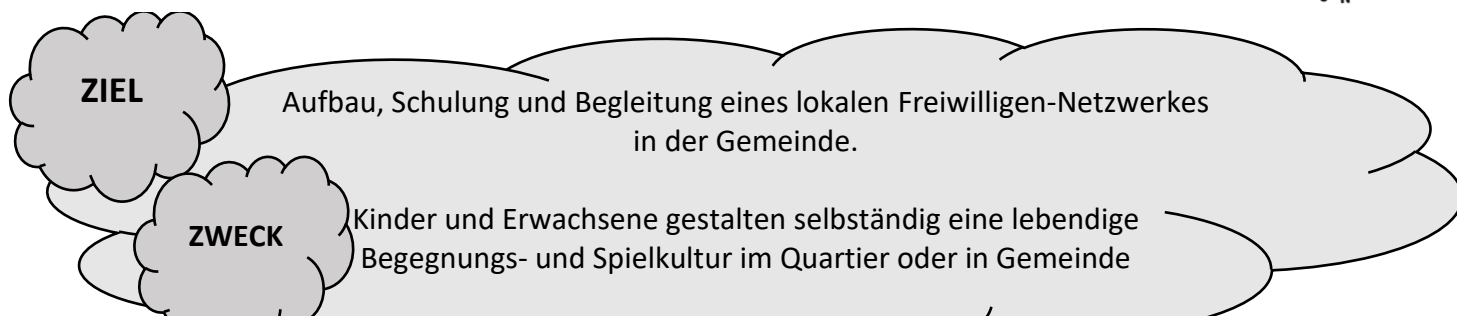 ZIEL
Aufbau, Schulung und Begleitung eines lokalen Freiwilligen-Netzwerkes
in der Gemeinde.
ZWECK
Kinder und Erwachsene gestalten selbständig eine lebendige
Begegnungs- und Spielkultur im Quartier oder in Gemeinde